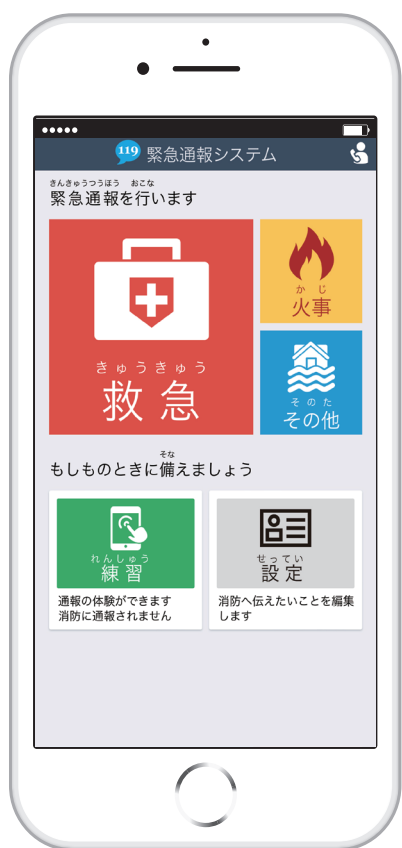 119 緊急通報システム
きんきゅうつうほう おこな
緊急通報を行います
きゅうきゅう
救急
かじ
火事
そのた
その他
そな
もしものときに備えましょう
れんしゅう
練習
通報の体験ができます
消防に通報されません
せってい
設定
消防へ伝えたいことを編集
します